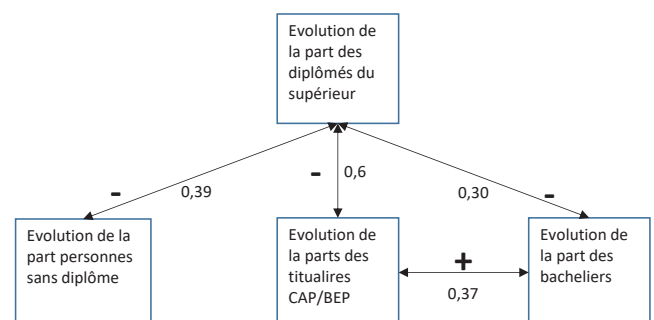 Evolution de
la part des
diplômés du
supérieur
-
0,39
-
0,6
0,30
-
Evolution de la
part personnes
sans diplôme
Evolution de
la parts des
titualires
CAP/BEP
+
0,37
Evolution de
la part des
bacheliers